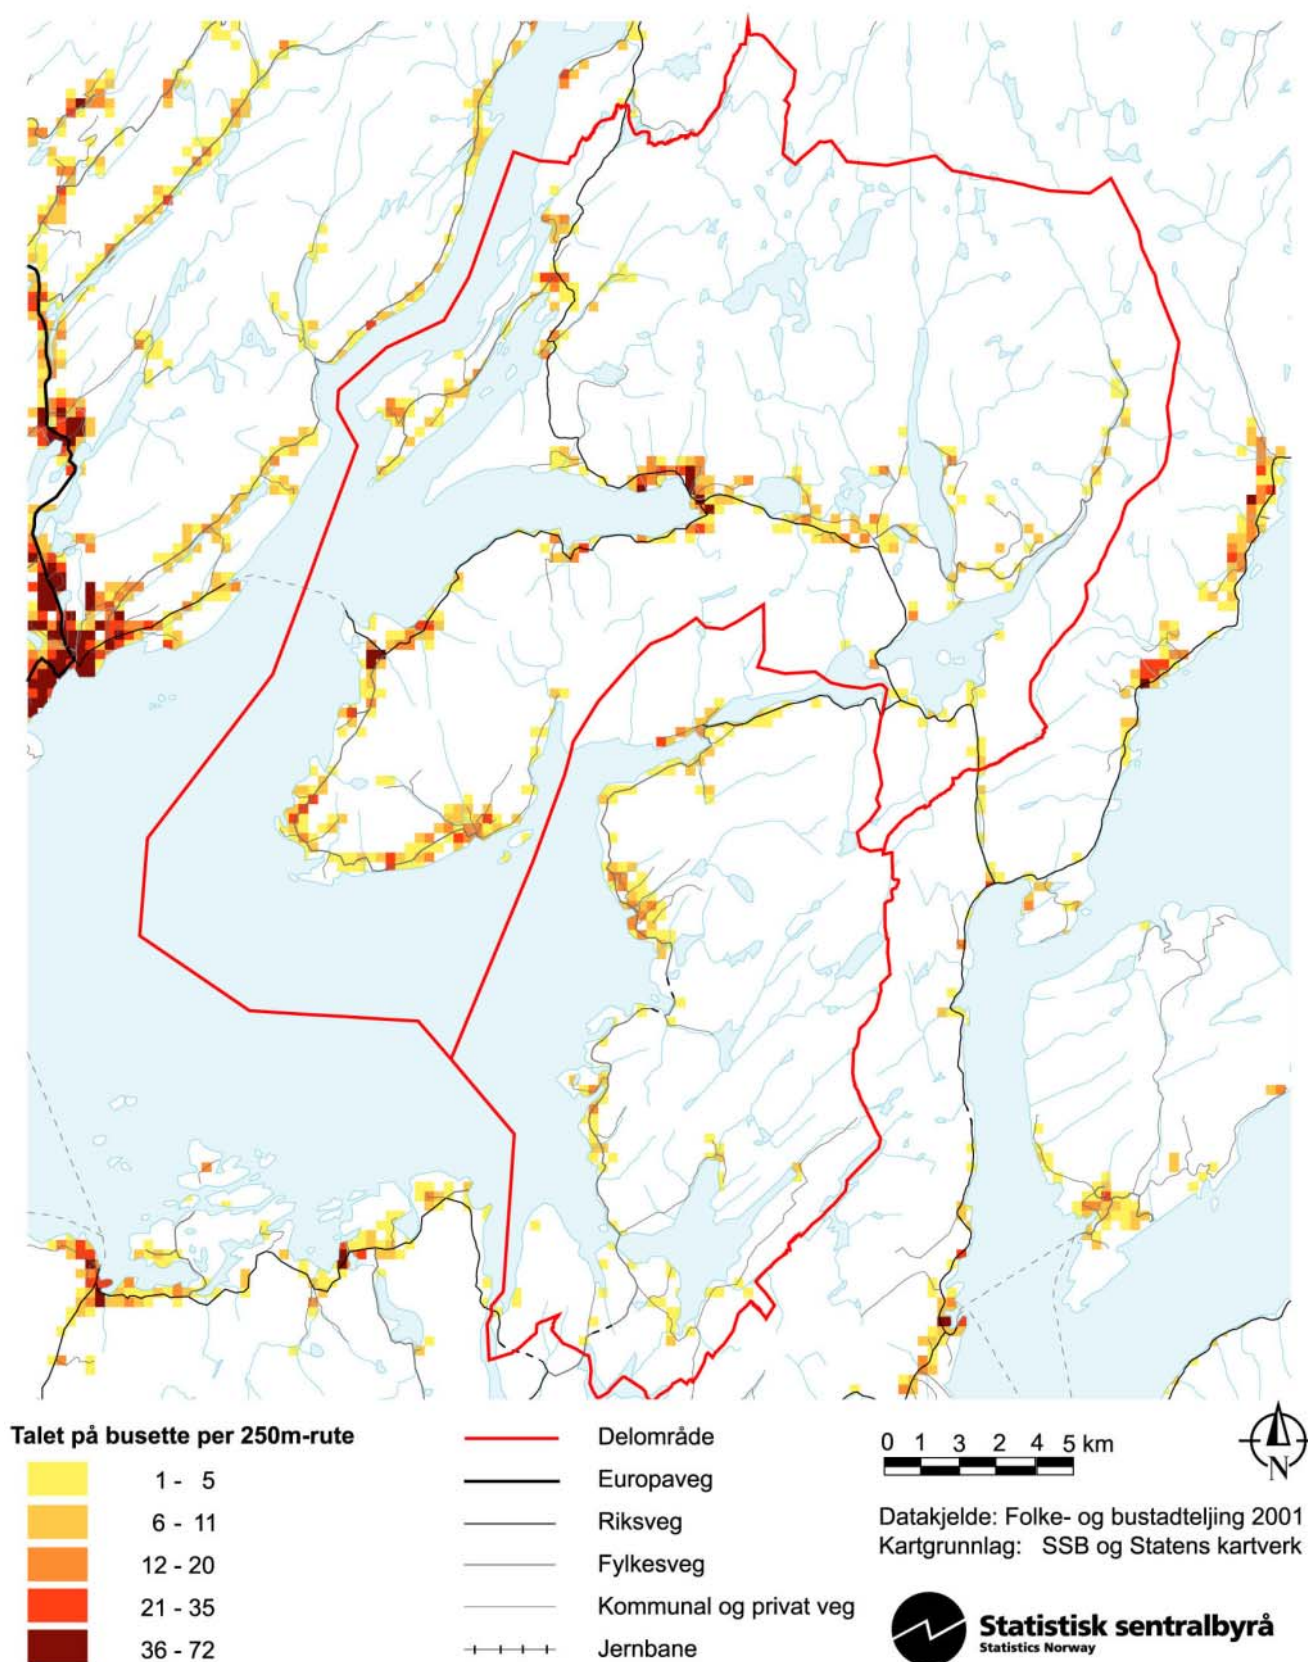 Talet på busette per 250m-rute
1 - 5
6 - 11
12 - 20
21 - 35
36 - 72
Delområde
Europaveg
Riksveg
Fylkesveg
Kommunal og privat veg
Jernbane
0 1 3 2 4 5 km
N
Datakjelde: Folke- og bustadteljing 2001
Kartgrunnlag: SSB og Statens kartverk
Statistisk sentralbyrå
Statistics Norway